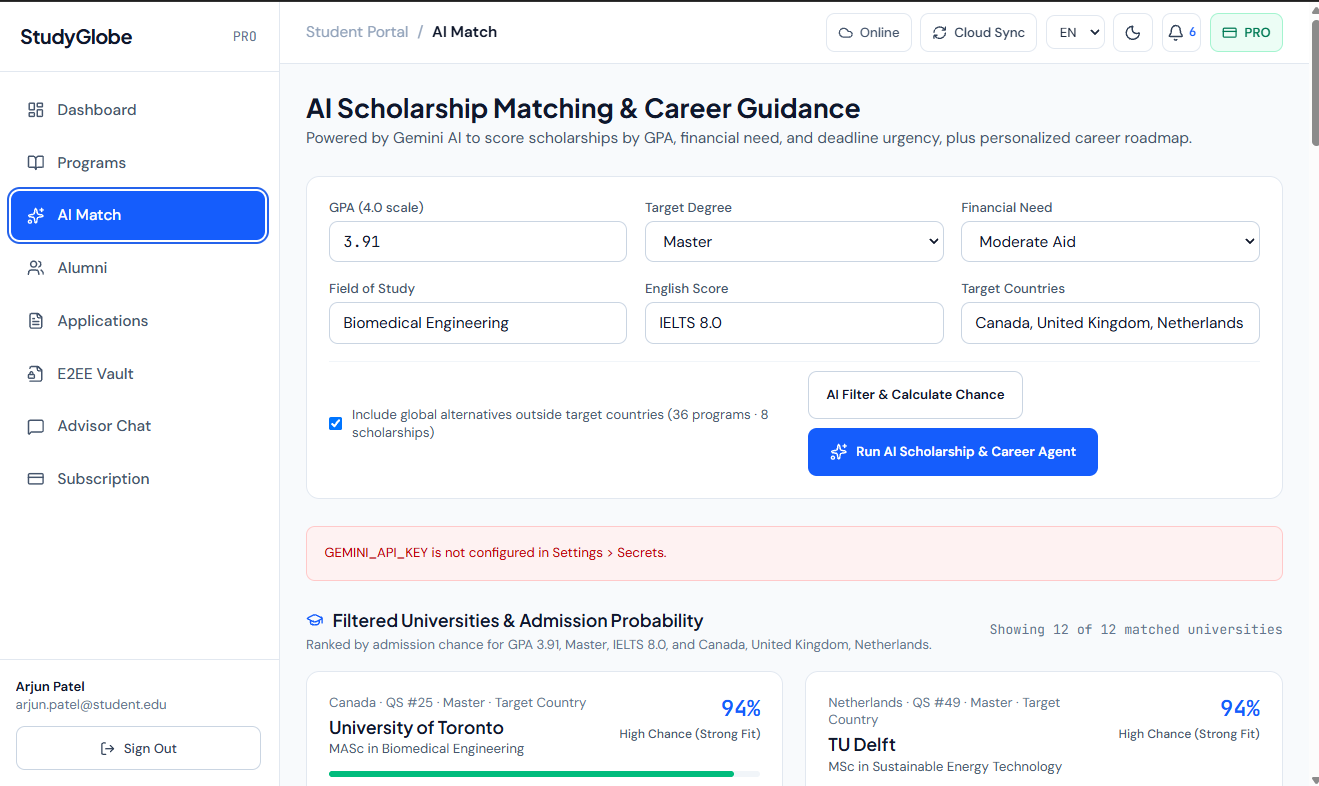 StudyGlobe
PRO
Dashboard
Programs
AI Match
Alumni
Applications
E2EE Vault
Advisor Chat
Subscription
Arjun Patel
arjun.patel@student.edu
Sign Out
Student Portal / AI Match
Online
Cloud Sync
EN
6
PRO
AI Scholarship Matching & Career Guidance
Powered by Gemini AI to score scholarships by GPA, financial need, and deadline urgency, plus personalized career roadmap.
GPA (4.0 scale)
3.91
Target Degree
Master
Financial Need
Moderate Aid
Field of Study
Biomedical Engineering
English Score
IELTS 8.0
Target Countries
Canada, United Kingdom, Netherlands
Include global alternatives outside target countries (36 programs · 8
scholarships)
AI Filter & Calculate Chance
Run AI Scholarship & Career Agent
GEMINI_API_KEY is not configured in Settings > Secrets.
Filtered Universities & Admission Probability
Ranked by admission chance for GPA 3.91, Master, IELTS 8.0, and Canada, United Kingdom, Netherlands.
Showing 12 of 12 matched universities
Canada · QS #25 · Master · Target Country
University of Toronto
MASc in Biomedical Engineering
94%
High Chance (Strong Fit)
Netherlands · QS #49 · Master · Target
Country
TU Delft
MSc in Sustainable Energy Technology
94%
High Chance (Strong Fit)